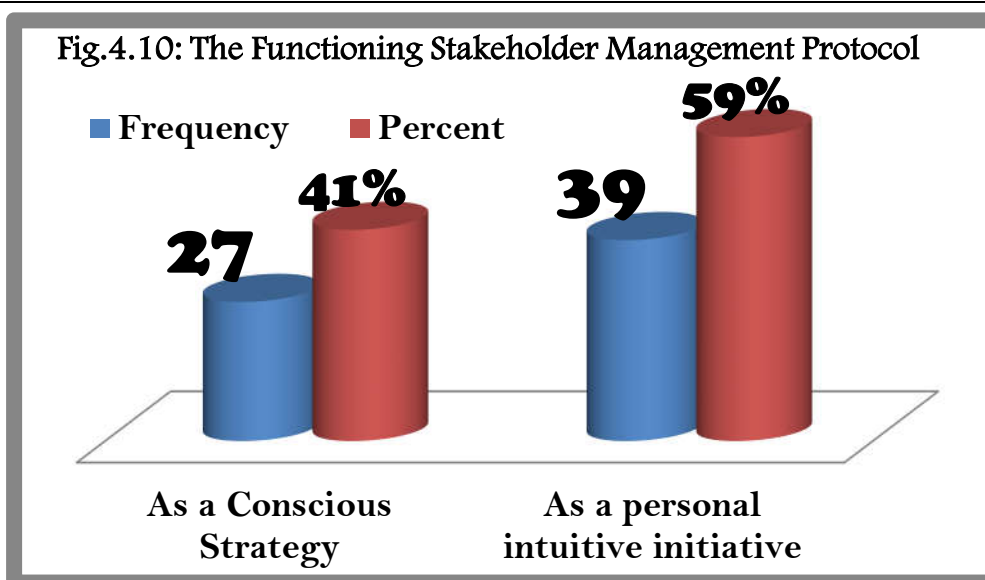 Fig.4.10: The Functioning Stakeholder Management Protocol
Frequency Percent
27
41%
39
59%
As a Conscious
Strategy
As a personal
intuitive initiative